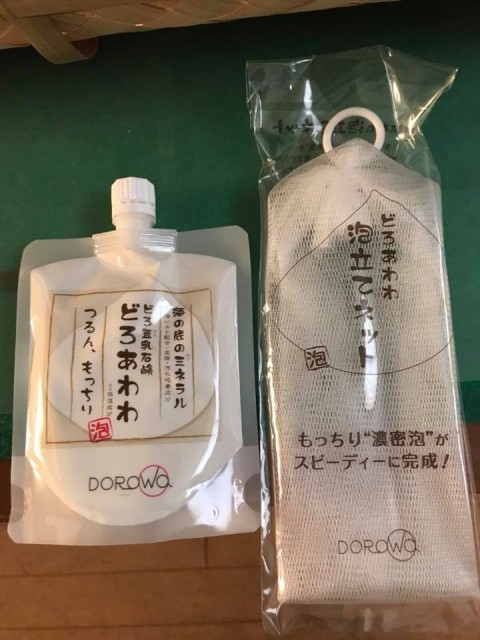 海の底のミネラル
どろ豆乳石鹸
どろあわわ
つるん、もっちり
泡
DOROwa
どろあわわ
泡立てネット
泡
もっちり“濃密泡”が
スピーディーに完成!
DOROwa